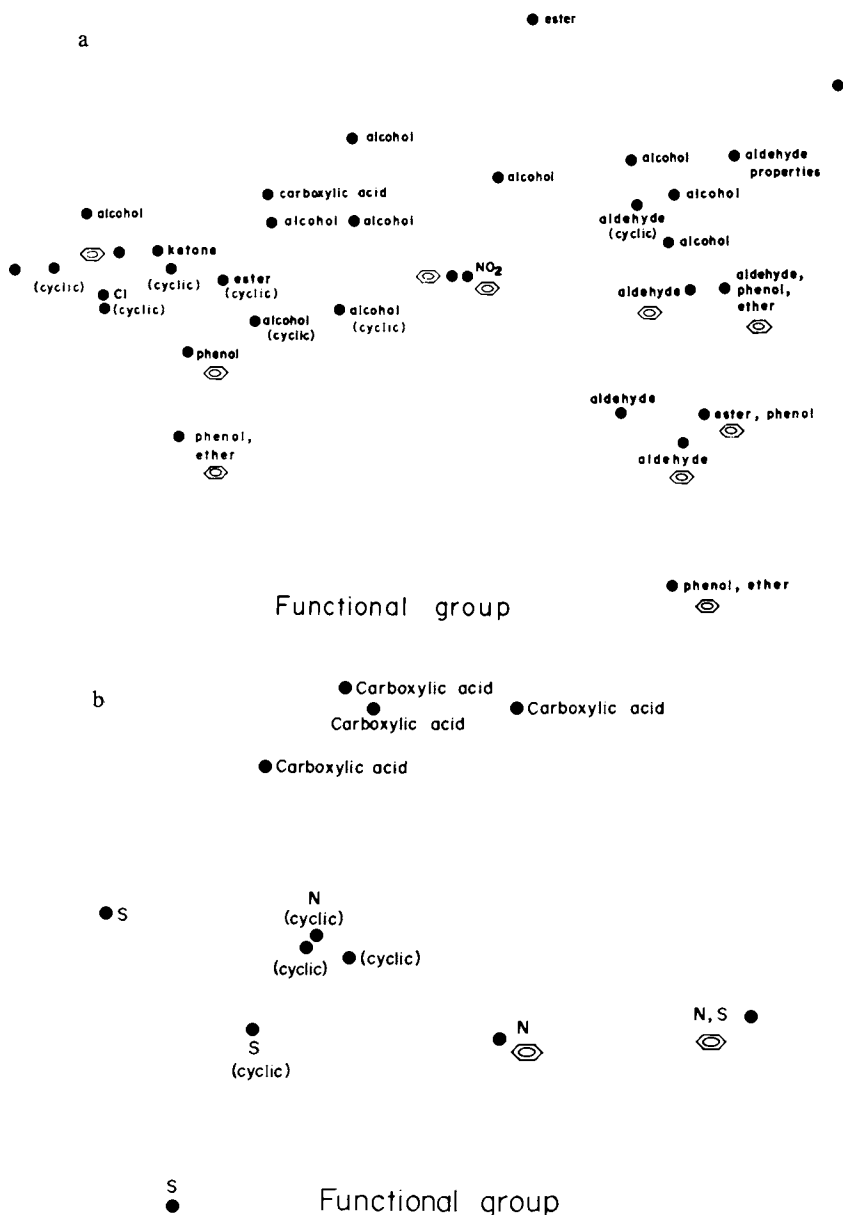 a
ester
alcohol
alcohol
alcohol
aldehyde
properties
carboxylic acid
alcohol
aldehyde
(cyclic)
alcohol
alcohol
alcohol
alcohol
ketone
(cyclic)
(cyclic)
NO2
Cl
(cyclic)
ester
(cyclic)
aldehyde
aldehyde,
phenol,
ether
alcohol
(cyclic)
alcohol
(cyclic)
phenol
aldehyde
ester, phenol
phenol,
ether
aldehyde
phenol, ether
Functional group
b
Carboxylic acid
Carboxylic acid
Carboxylic acid
Carboxylic acid
S
N
(cyclic)
(cyclic)
(cyclic)
S
(cyclic)
N
N, S
S
Functional group